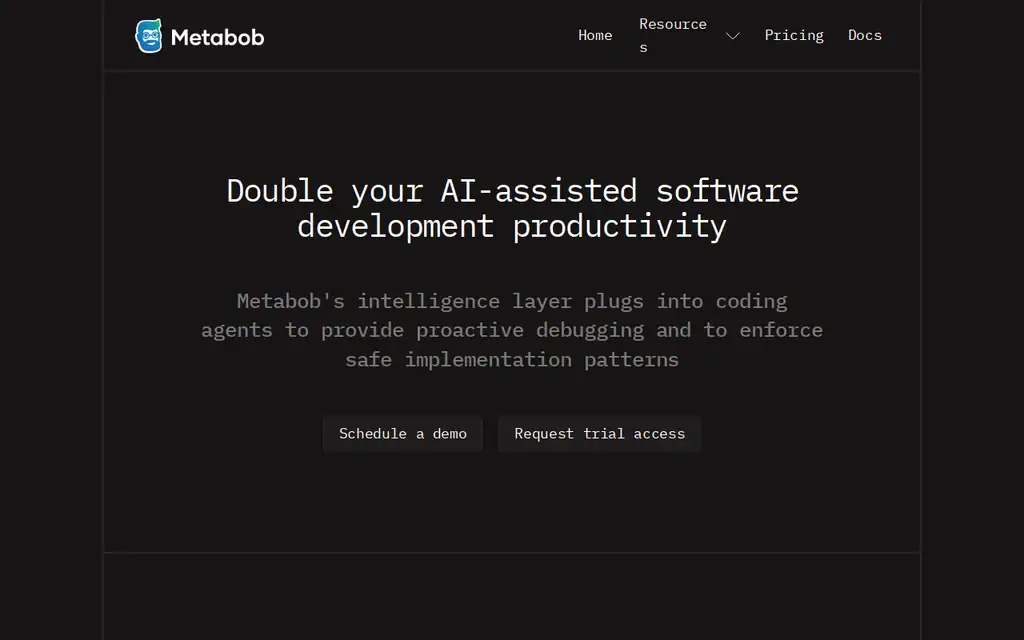 Metabob
Home
Resource
s
Pricing
Docs
Double your AI-assisted software
development productivity
Metabob's intelligence layer plugs into coding
agents to provide proactive debugging and to enforce
safe implementation patterns
Schedule a demo
Request trial access